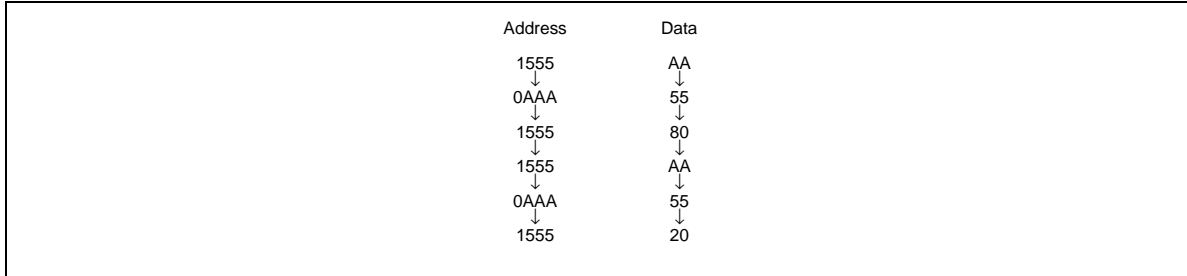 Address Data
1555 AA
↓ ↓
0AAA 55
↓ ↓
1555 80
↓ ↓
1555 AA
↓ ↓
0AAA 55
↓ ↓
1555 20